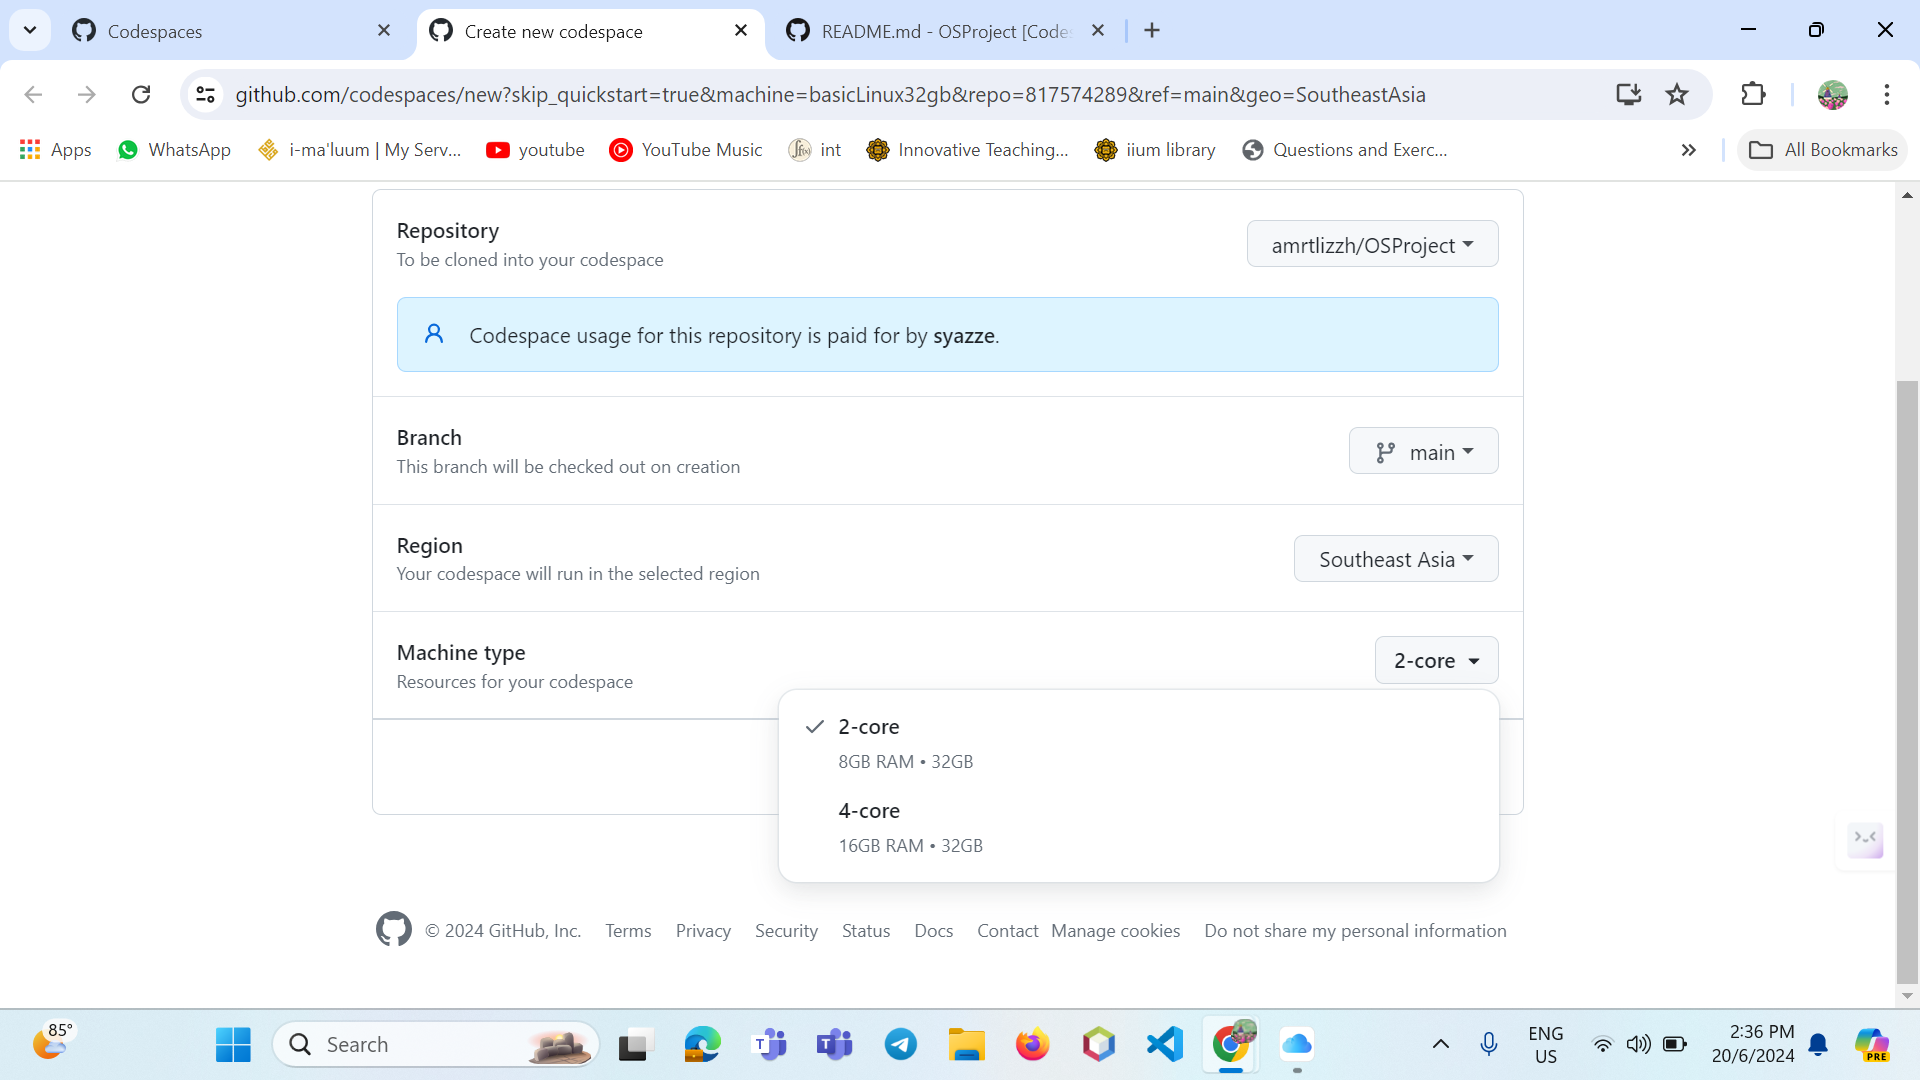 Codespaces
Create new codespace
README.md - OSProject [Codes
github.com/codespaces/new?skip_quickstart=true&machine=basicLinux32gb&repo=817574289&ref=main&geo=SoutheastAsia
Apps
WhatsApp
i-ma'luum | My Serv...
youtube
YouTube Music
int
Innovative Teaching...
iium library
Questions and Exerc...
All Bookmarks
Repository
To be cloned into your codespace
amrtlizzh/OSProject
Codespace usage for this repository is paid for by syazze.
Branch
This branch will be checked out on creation
main
Region
Your codespace will run in the selected region
Southeast Asia
Machine type
Resources for your codespace
2-core
2-core
8GB RAM • 32GB
4-core
16GB RAM • 32GB
© 2024 GitHub, Inc.
Terms
Privacy
Security
Status
Docs
Contact
Manage cookies
Do not share my personal information
85°
Search
ENG
US
2:36 PM
20/6/2024
PRE